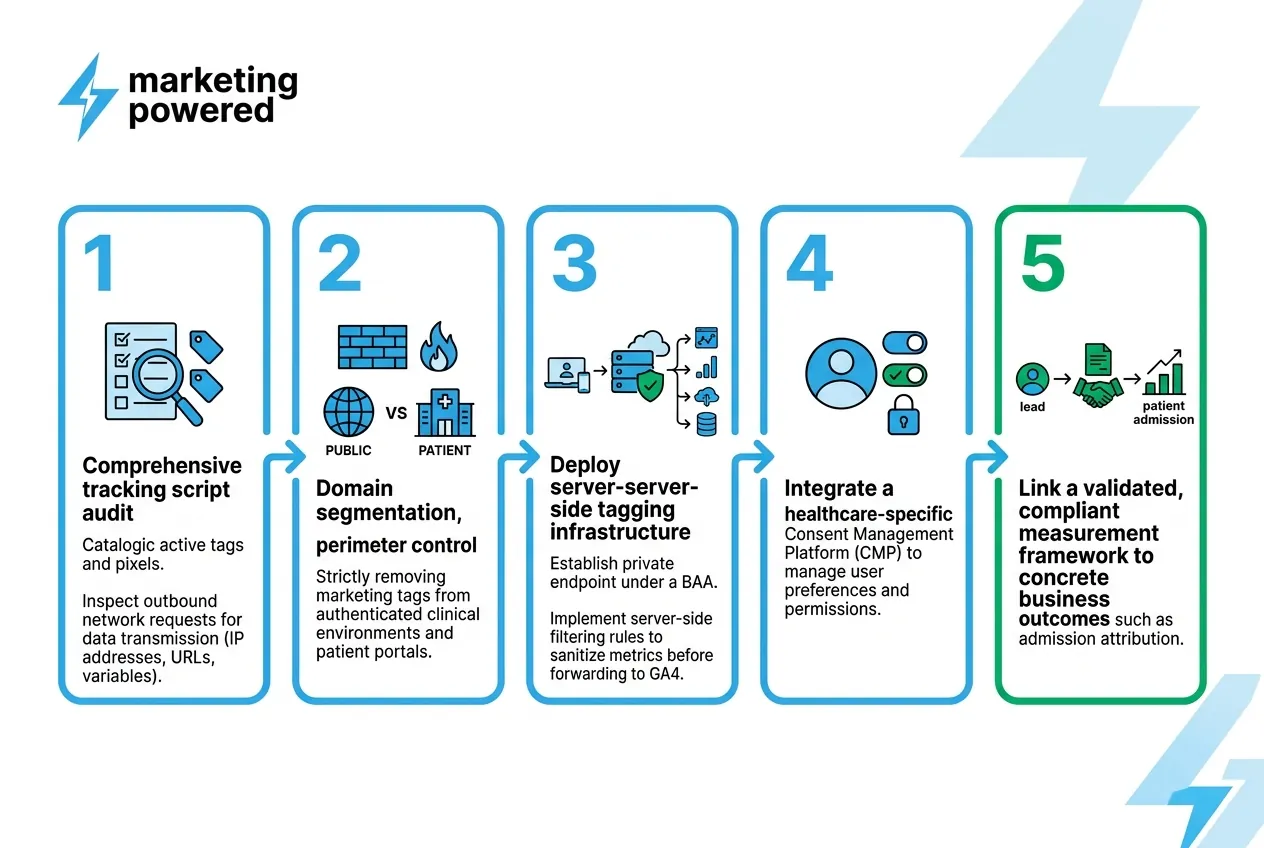 marketing
powered
1
Comprehensive
tracking script
audit
Catalogic active tags
and pixels.
Inspect outbound
network requests for
data transmission (IP
addresses, URLs,
variables).
2
PUBLIC
VS
PATIENT
Domain
segmentation,
perimeter control
Strictly removing
marketing tags from
authenticated clinical
environments and
patient portals.
3
Deploy
server-server-
side tagging
infrastructure
Establish private
endpoint under a BAA.
Implement server-side
filtering rules to
sanitize metrics before
forwarding to GA4.
4
Integrate a
healthcare-specific
Consent Management
Platform (CMP) to
manage user
preferences and
permissions.
5
lead
patient
admission
Link a validated,
compliant
measurement
framework to
concrete
business
outcomes such as
admission attribution.